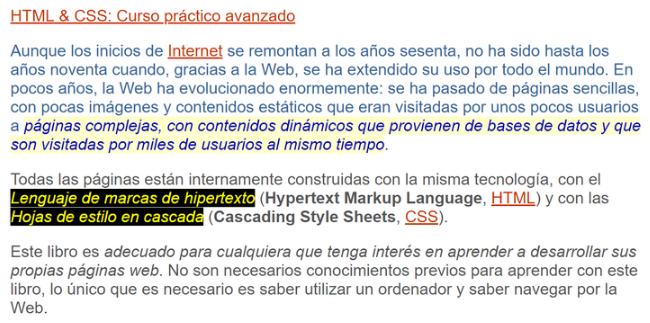 HTML & CSS: Curso práctico avanzado
Aunque los inicios de Internet se remontan a los años sesenta, no ha sido hasta los
años noventa cuando, gracias a la Web, se ha extendido su uso por todo el mundo. En
pocos años, la Web ha evolucionado enormemente: se ha pasado de páginas sencillas,
con pocas imágenes y contenidos estáticos que eran visitadas por unos pocos usuarios
a páginas complejas, con contenidos dinámicos que provienen de bases de datos y que
son visitadas por miles de usuarios al mismo tiempo.
Todas las páginas están internamente construidas con la misma tecnología, con el
Lenguaje de marcas de hipertexto (Hypertext Markup Language, HTML) y con las
Hojas de estilo en cascada (Cascading Style Sheets, CSS).
Este libro es adecuado para cualquiera que tenga interés en aprender a desarrollar sus
propias páginas web. No son necesarios conocimientos previos para aprender con este
libro, lo único que es necesario es saber utilizar un ordenador y saber navegar por la
Web.